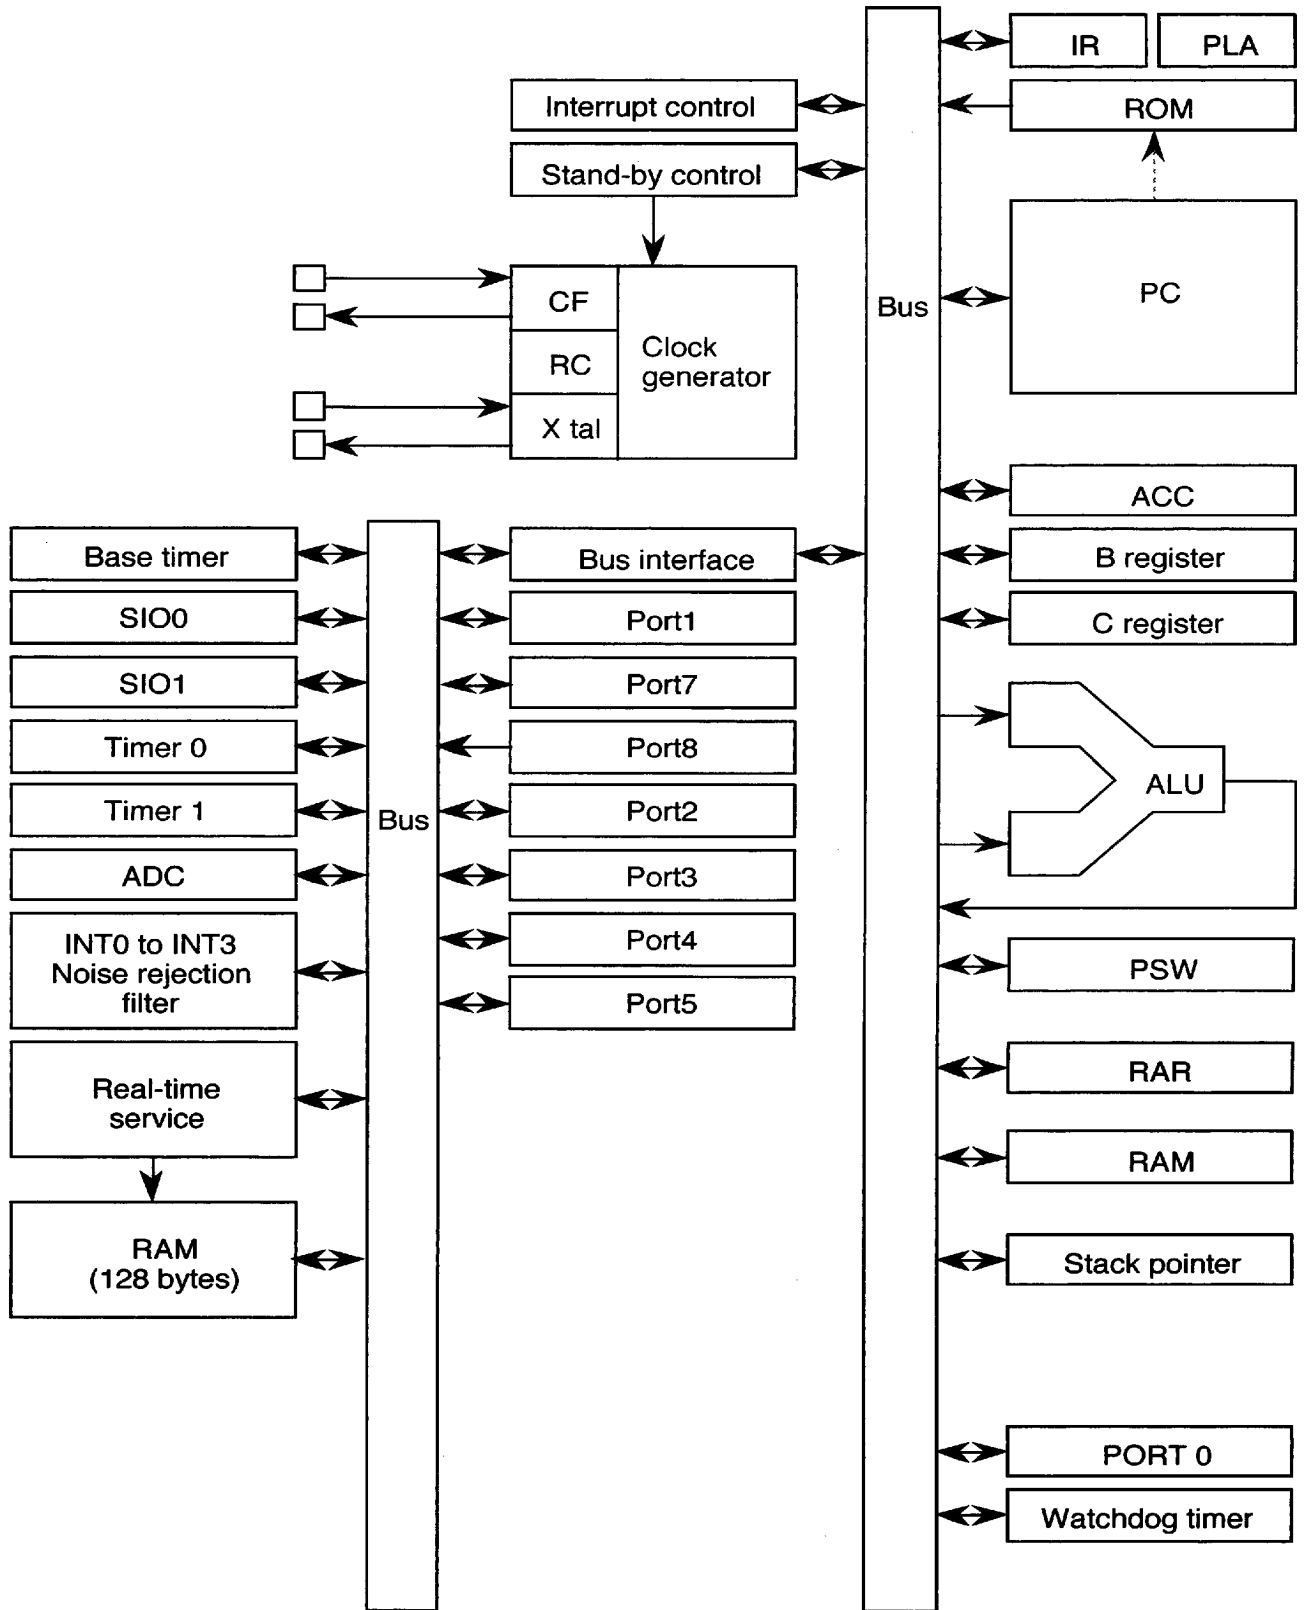 IR
PLA
Interrupt control
ROM
Stand-by control
CF
RC
X tal
Clock
generator
Bus
PC
ACC
Base timer
Bus interface
B register
SIO0
Port1
C register
SIO1
Port7
Timer 0
Port8
ALU
Timer 1
Bus
Port2
ADC
Port3
INT0 to INT3
Noise rejection
filter
Port4
PSW
Port5
Real-time
service
RAR
RAM
RAM
(128 bytes)
Stack pointer
PORT 0
Watchdog timer